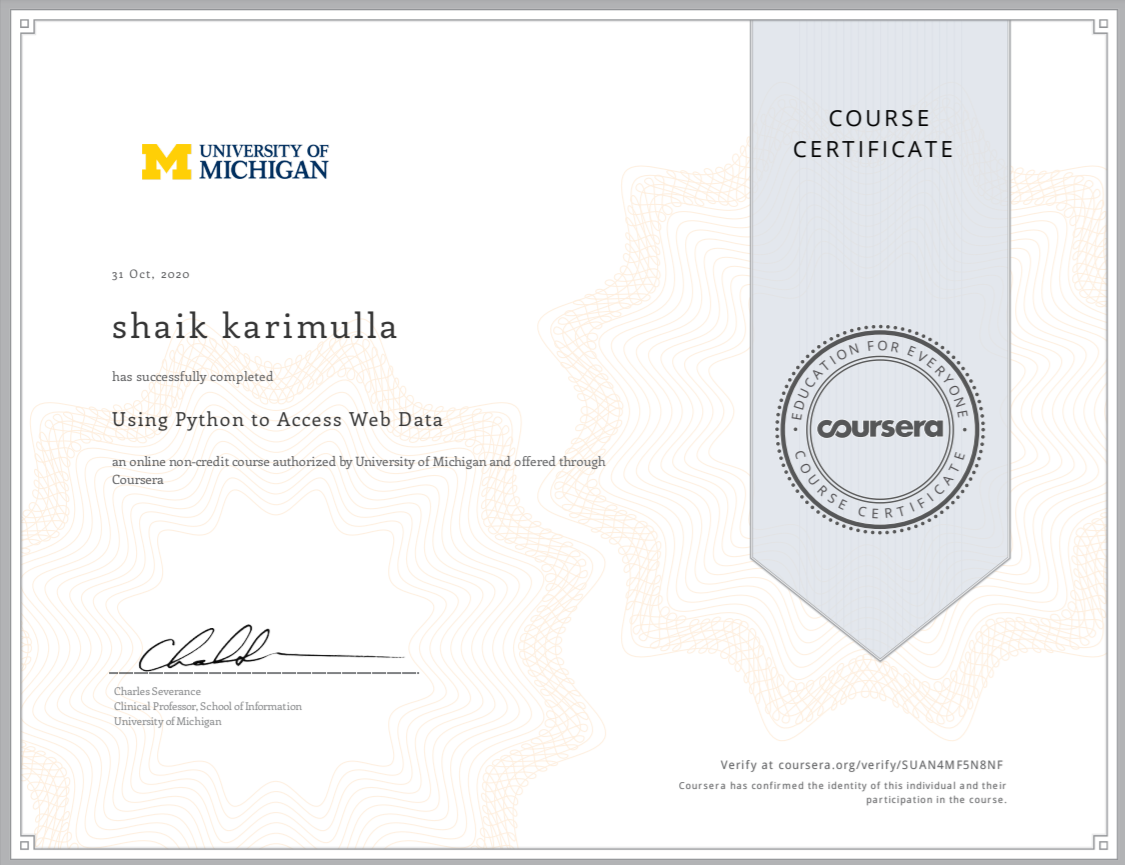 UNIVERSITY OF
MICHIGAN
COURSE
CERTIFICATE
31 Oct, 2020
shaik karimulla
has successfully completed
Using Python to Access Web Data
an online non-credit course authorized by University of Michigan and offered through
Coursera
EDUCATION FOR EVERYONE
coursera
COURSE CERTIFICATE
Charles Severance
Clinical Professor, School of Information
University of Michigan
Verify at coursera.org/verify/SUAN4MF5N8NF
Coursera has confirmed the identity of this individual and their
participation in the course.